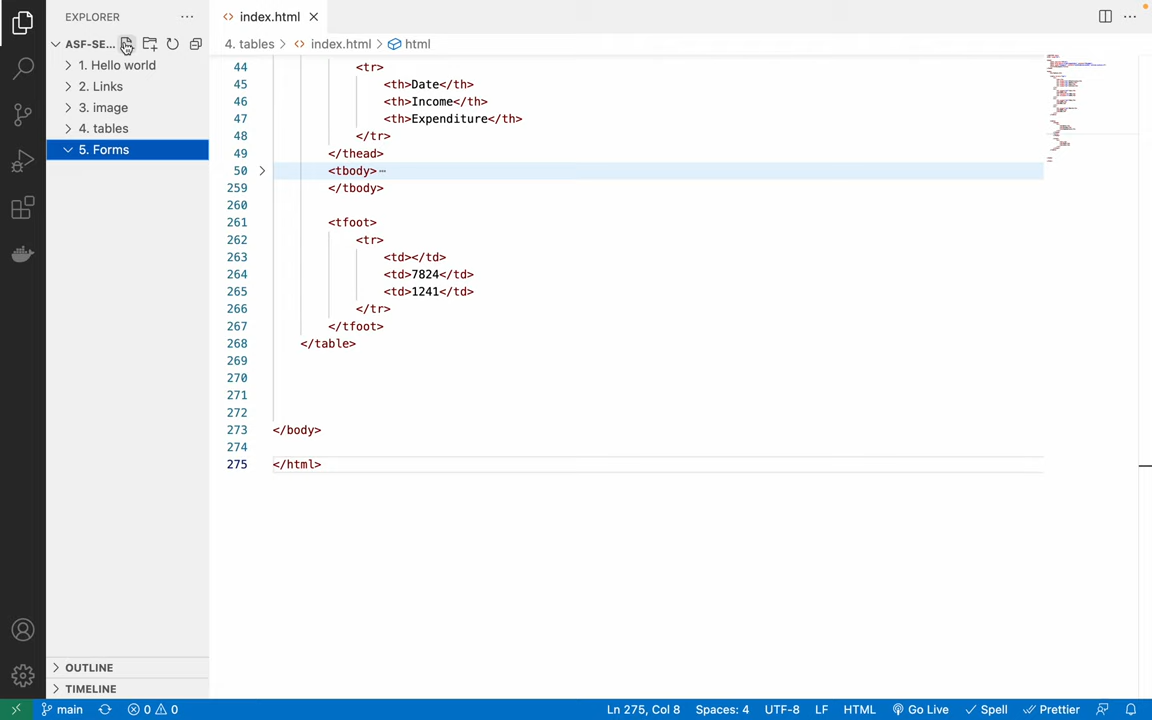 EXPLORER
ASF-SE...
1. Hello world
2. Links
3. image
4. tables
5. Forms
OUTLINE
TIMELINE
index.html
4. tables > index.html > html
44 <tr>
45 <th>Date</th>
46 <th>Income</th>
47 <th>Expenditure</th>
48 </tr>
49 </thead>
50 <tbody>…
259 </tbody>
260
261 <tfoot>
262 <tr>
263 <td></td>
264 <td>7824</td>
265 <td>1241</td>
266 </tr>
267 </tfoot>
268 </table>
269
270
271
272
273 </body>
274
275 </html>
main 0 0 Ln 275, Col 8 Spaces: 4 UTF-8 LF HTML Go Live Spell Prettier